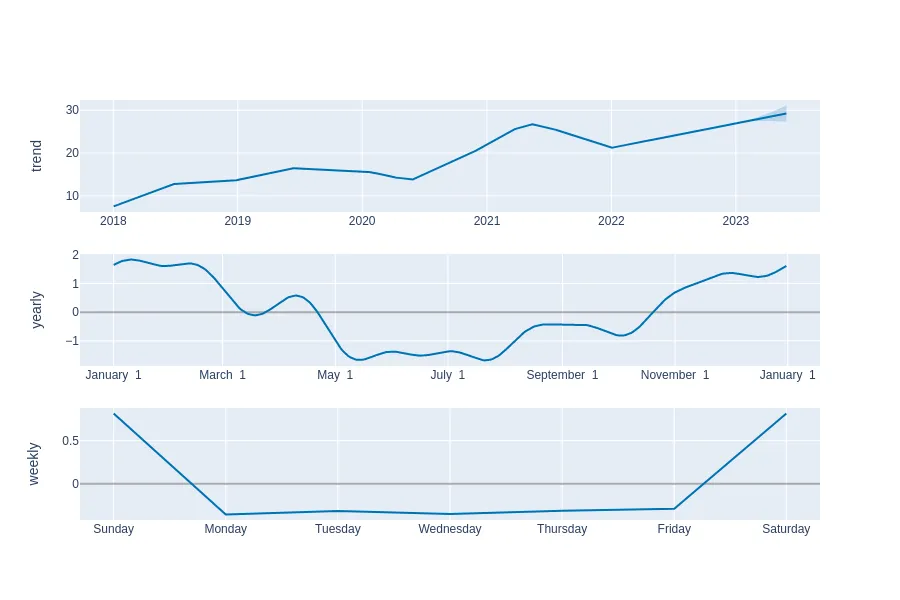 trend
30
20
10
2018 2019 2020 2021 2022 2023
yearly
2
1
0
−1
January 1 March 1 May 1 July 1 September 1 November 1 January 1
weekly
0.5
0
Sunday Monday Tuesday Wednesday Thursday Friday Saturday